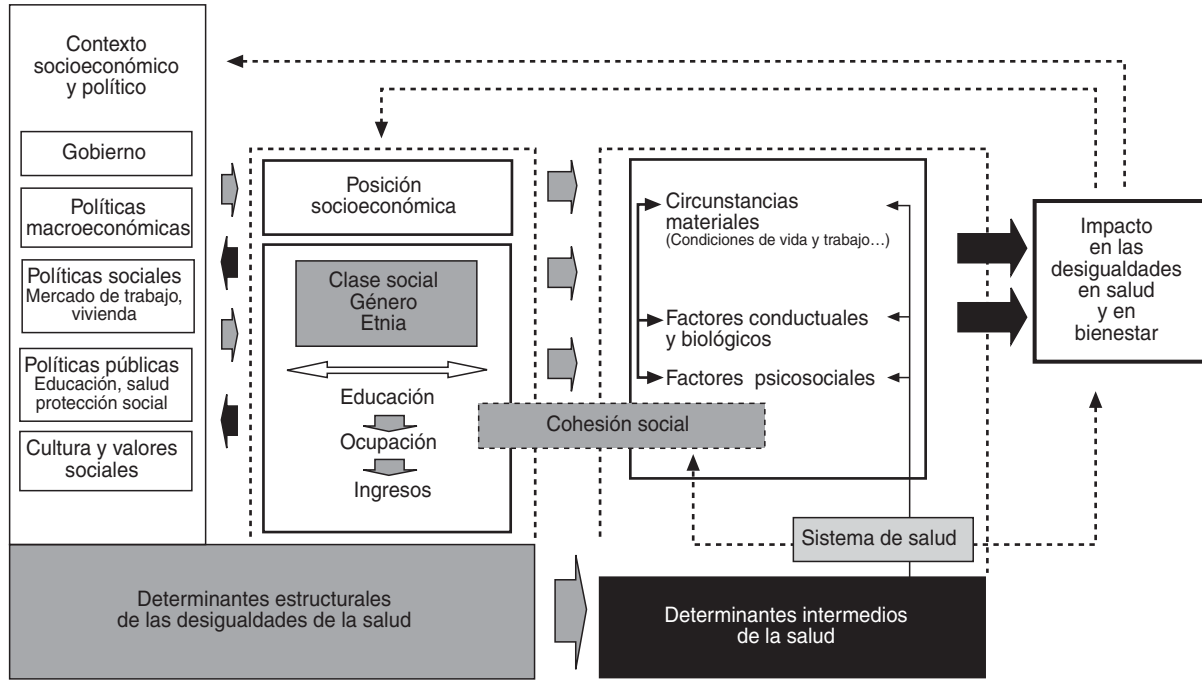 Contexto
socioeconómico
y político
Gobierno
Políticas
macroeconómicas
Políticas sociales
Mercado de trabajo,
vivienda
Políticas públicas
Educación, salud
protección social
Cultura y valores
sociales
Posición
socioeconómica
Clase social
Género
Etnia
Educación
Ocupación
Ingresos
Cohesión social
Circunstancias
materiales
(Condiciones de vida y trabajo…)
Factores conductuales
y biológicos
Factores psicosociales
Sistema de salud
Impacto
en las
desigualdades
en salud
y en
bienestar
Determinantes estructurales
de las desigualdades de la salud
Determinantes intermedios
de la salud